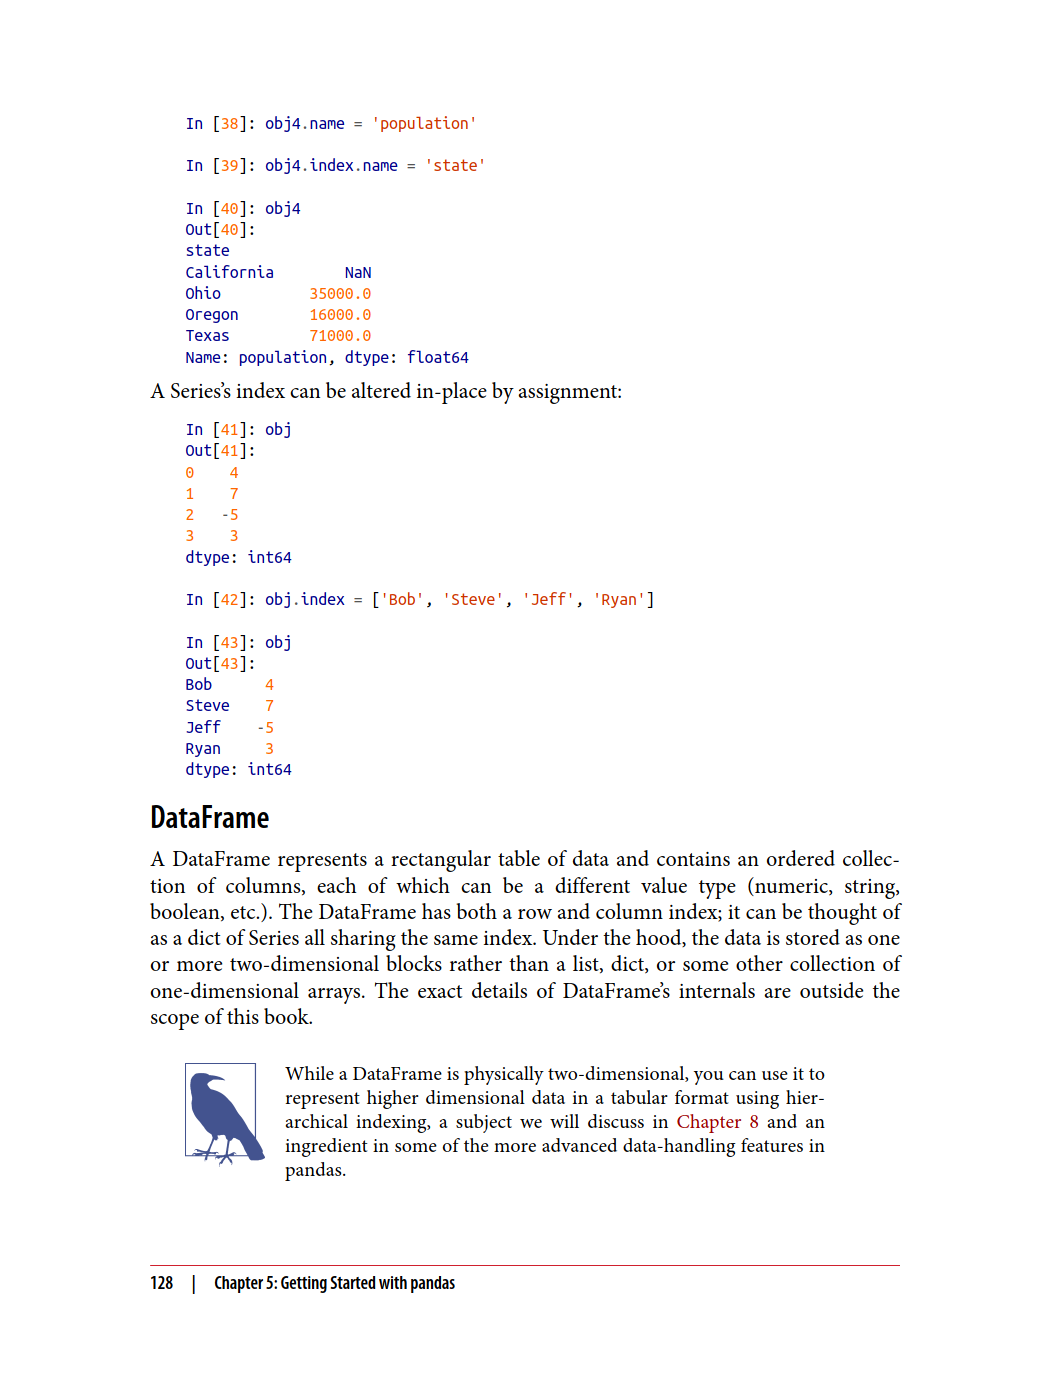 In [38]: obj4.name = 'population'
In [39]: obj4.index.name = 'state'
In [40]: obj4
Out[40]:
state
California        NaN
Ohio          35000.0
Oregon        16000.0
Texas         71000.0
Name: population, dtype: float64
A Series’s index can be altered in-place by assignment:
In [41]: obj
Out[41]:
0    4
1    7
2   -5
3    3
dtype: int64
In [42]: obj.index = ['Bob', 'Steve', 'Jeff', 'Ryan']
In [43]: obj
Out[43]:
Bob      4
Steve    7
Jeff    -5
Ryan     3
dtype: int64
DataFrame
A DataFrame represents a rectangular table of data and contains an ordered collec-
tion of columns, each of which can be a different value type (numeric, string,
boolean, etc.). The DataFrame has both a row and column index; it can be thought of
as a dict of Series all sharing the same index. Under the hood, the data is stored as one
or more two-dimensional blocks rather than a list, dict, or some other collection of
one-dimensional arrays. The exact details of DataFrame’s internals are outside the
scope of this book.
While a DataFrame is physically two-dimensional, you can use it to
represent higher dimensional data in a tabular format using hier-
archical indexing, a subject we will discuss in Chapter 8 and an
ingredient in some of the more advanced data-handling features in
pandas.
128 | Chapter 5: Getting Started with pandas